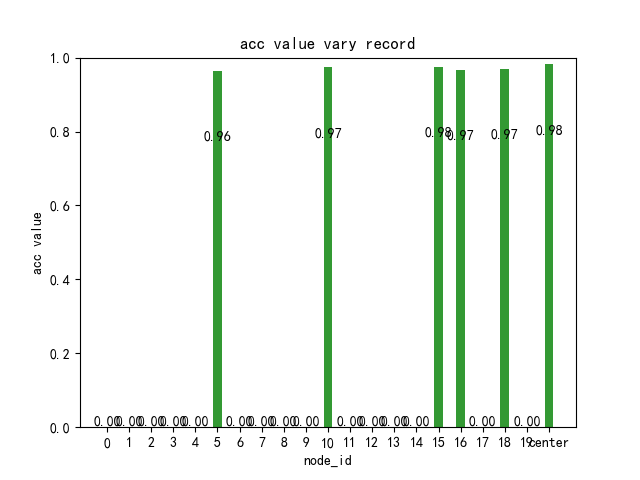 acc value vary record
1.0
0.8
0.6
0.4
0.2
0.0
acc value
0.00 0.00 0.00 0.00 0.00 0.96 0.00 0.00 0.00 0.00 0.97 0.00 0.00 0.00 0.00 0.98 0.97 0.00 0.97 0.00 0.98
0 1 2 3 4 5 6 7 8 9 10 11 12 13 14 15 16 17 18 19 center
node_id